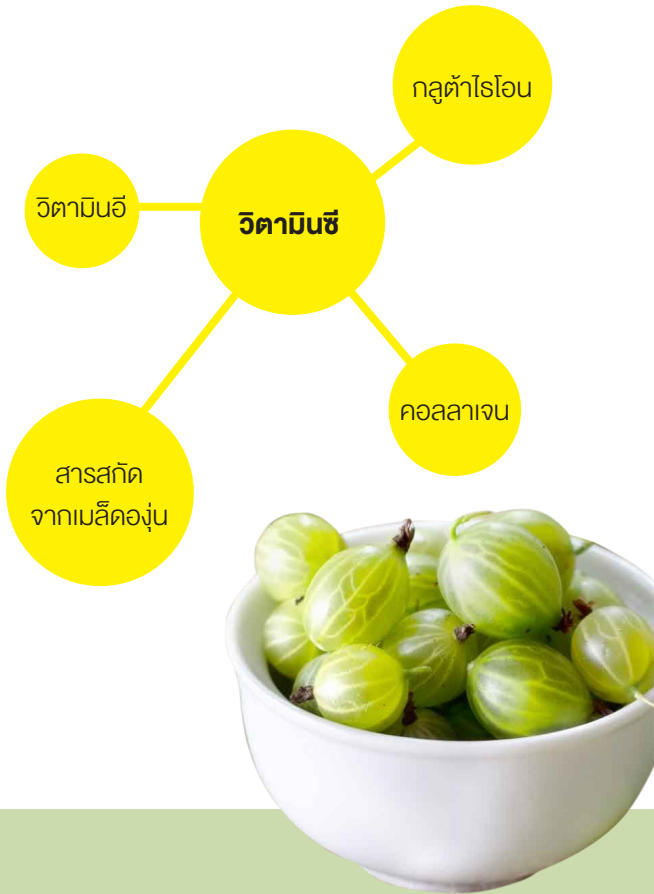 กลูต้าไธโอน
วิตามินอี
วิตามินซี
คอลลาเจน
สารสกัด
จากเมล็ดองุ่น